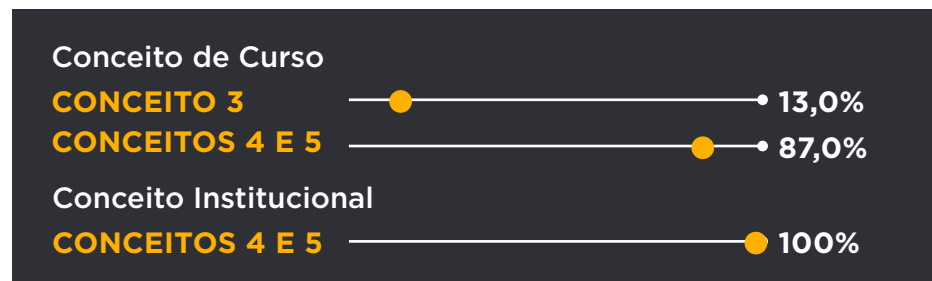 Conceito de Curso
CONCEITO 3 13,0%
CONCEITOS 4 E 5 87,0%
Conceito Institucional
CONCEITOS 4 E 5 100%